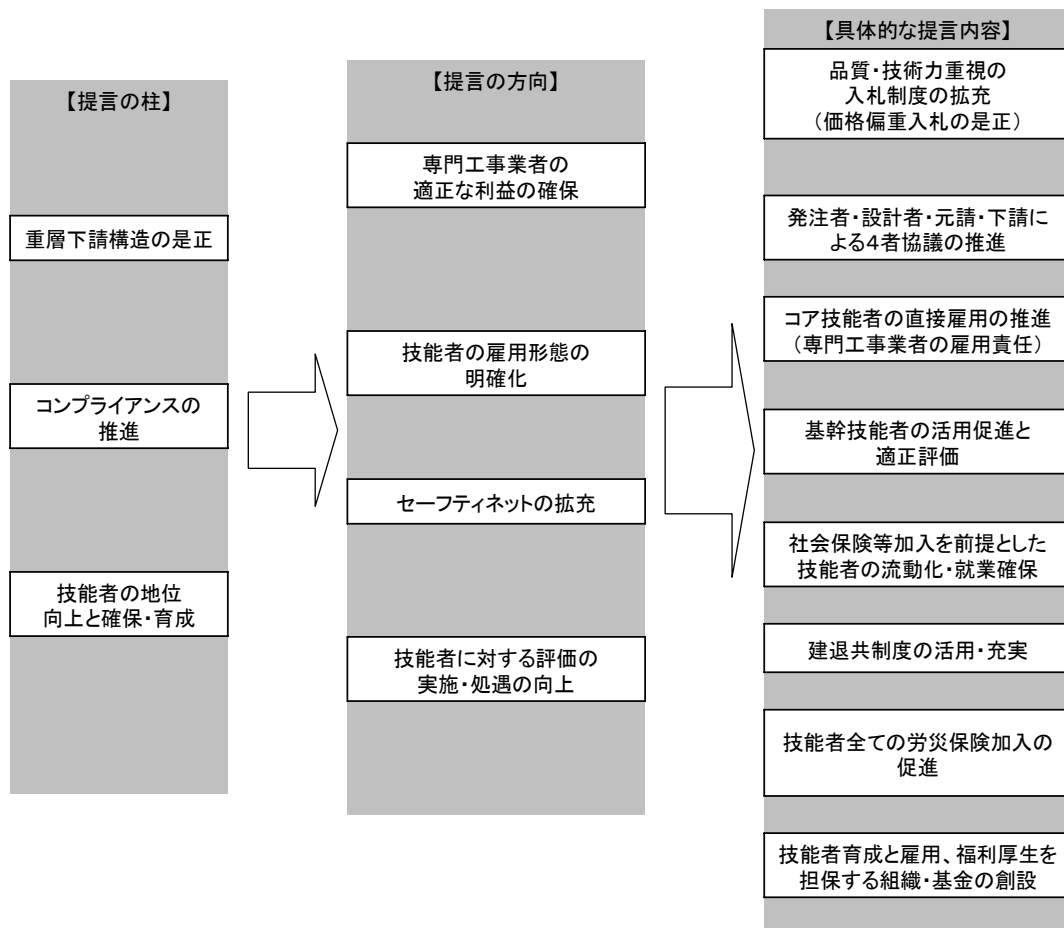 【提言の柱】
重層下請構造の是正
コンプライアンスの
推進
技能者の地位
向上と確保・育成
【提言の方向】
専門工事業者の
適正な利益の確保
技能者の雇用形態の
明確化
セーフティネットの拡充
技能者に対する評価の
実施・処遇の向上
【具体的な提言内容】
品質・技術力重視の
入札制度の拡充
（価格偏重入札の是正）
発注者・設計者・元請・下請に
よる４者協議の推進
コア技能者の直接雇用の推進
（専門工事業者の雇用責任）
基幹技能者の活用促進と
適正評価
社会保険等加入を前提とした
技能者の流動化・就業確保
建退共制度の活用・充実
技能者全ての労災保険加入の
促進
技能者育成と雇用、福利厚生を
担保する組織・基金の創設